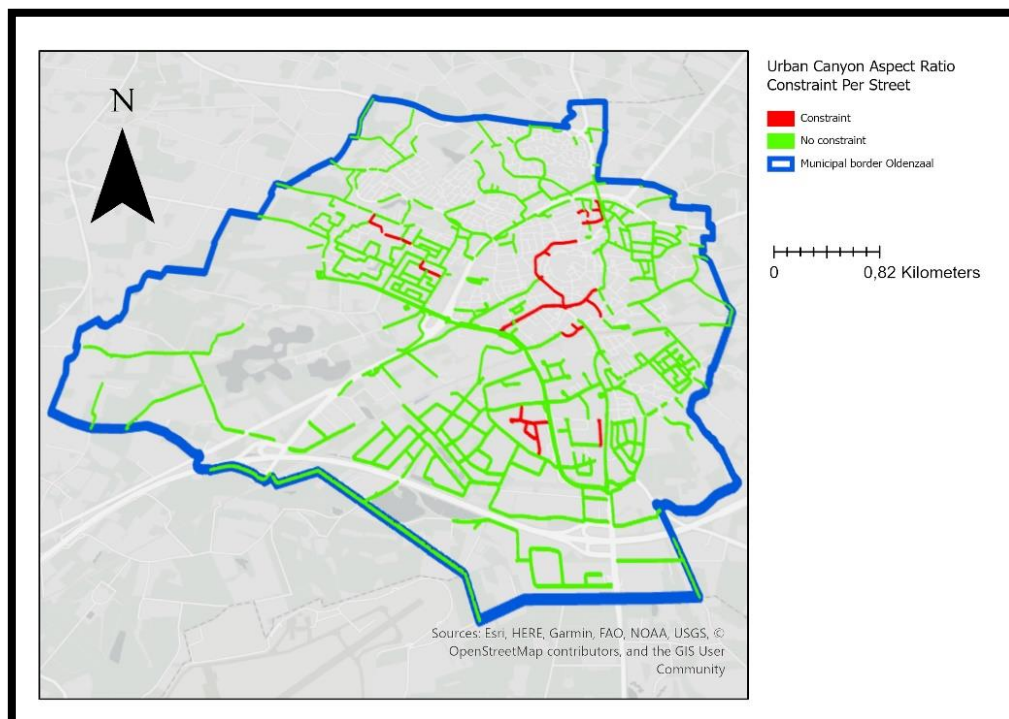 N
Urban Canyon Aspect Ratio
Constraint Per Street
Constraint
No constraint
Municipal border Oldenzaal
0 0,82 Kilometers
Sources: Esri, HERE, Garmin, FAO, NOAA, USGS, ©
OpenStreetMap contributors, and the GIS User
Community